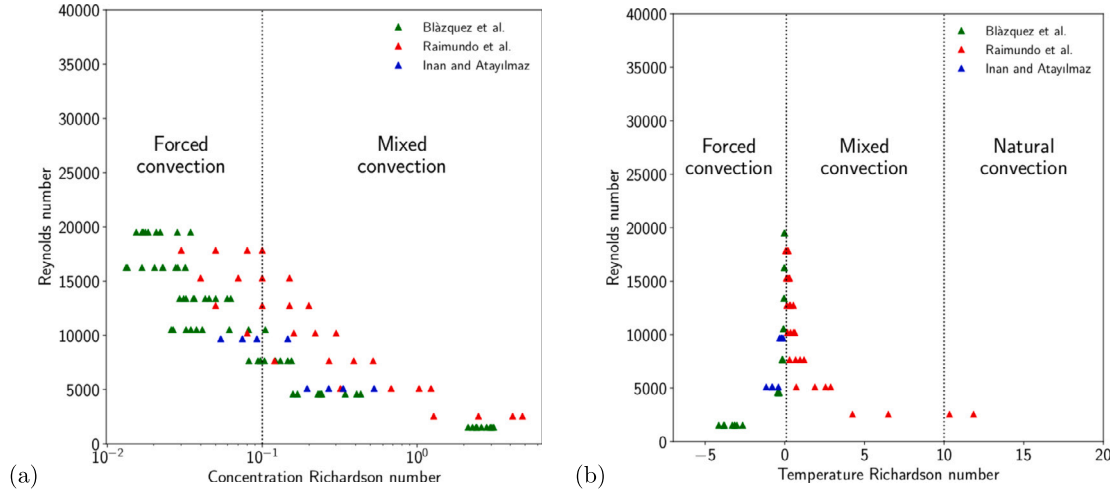 40000
35000
30000
25000
20000
15000
10000
5000
0
Reynolds number
Blàzquez et al.
Raimundo et al.
Inan and Atayılmaz
Forced
convection
Mixed
convection
10⁻²
10⁻¹
10⁰
Concentration Richardson number
(a)
40000
35000
30000
25000
20000
15000
10000
5000
0
Reynolds number
Blàzquez et al.
Raimundo et al.
Inan and Atayılmaz
Forced
convection
Mixed
convection
Natural
convection
−5
0
5
10
15
20
Temperature Richardson number
(b)